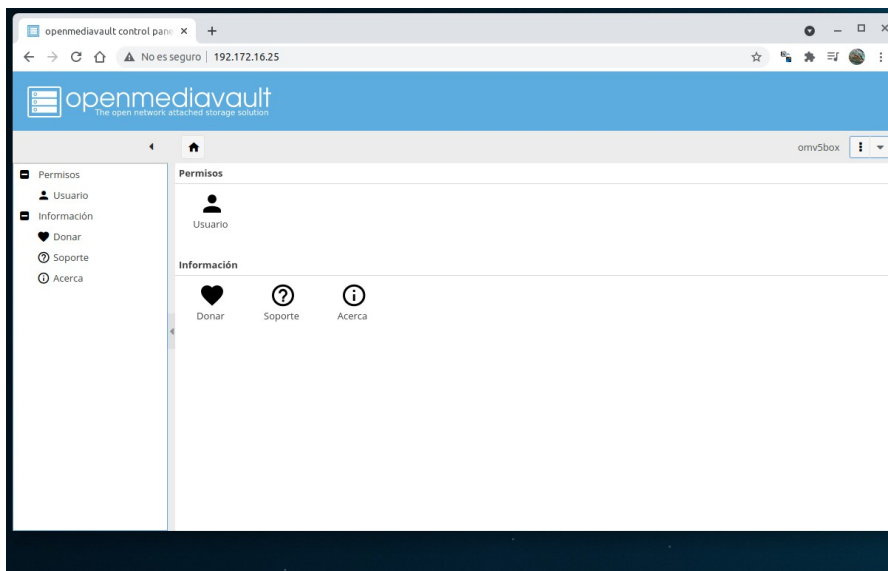 openmediavault control pane
No es seguro 192.172.16.25
openmediavault
The open network attached storage solution
omv5box
Permisos
Usuario
Información
Donar
Soporte
Acerca
Permisos
Usuario
Información
Donar Soporte Acerca